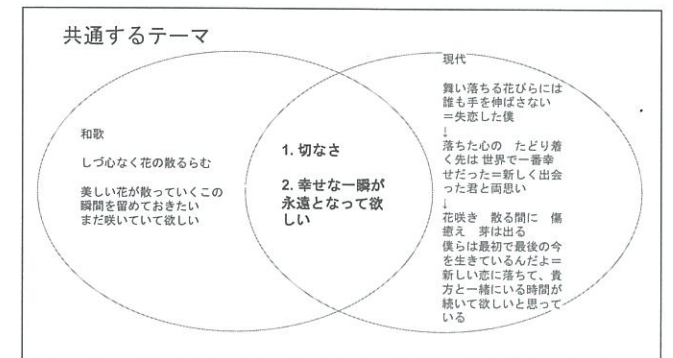 共通するテーマ
和歌
しづ心なく花の散るらむ
美しい花が散っていくこの
瞬間を留めておきたい
まだ咲いていて欲しい
1. 切なさ
2. 幸せな一瞬が
永遠となって欲
しい
現代
舞い落ちる花びらには
誰も手を伸ばさない
＝失恋した僕
↓
落ちた心の　たどり着
く先は 世界で一番幸
せだった＝新しく出会
った君と両思い
↓
花咲き　散る間に　傷
癒え　芽は出る
僕らは最初で最後の今
を生きているんだよ＝
新しい恋に落ちて、貴
方と一緒にいる時間が
続いて欲しいと思って
いる